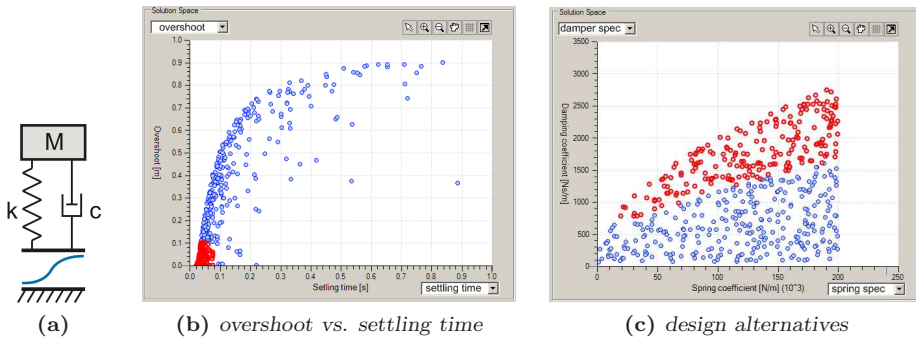 M
k
c
(a)
Solution Space
overshoot
1.0
0.9
0.8
0.7
0.6
0.5
0.4
0.3
0.2
0.1
0.0
Overshoot [m]
0.0 0.1 0.2 0.3 0.4 0.5 0.6 0.7 0.8 0.9 1.0
Settling time [s]
settling time
(b) overshoot vs. settling time
Solution Space
damper spec
3500
3000
2500
2000
1500
1000
500
0
Damping coefficient [Ns/m]
0 50 100 150 200 250
Spring coefficient [N/m] (10^3)
spring spec
(c) design alternatives